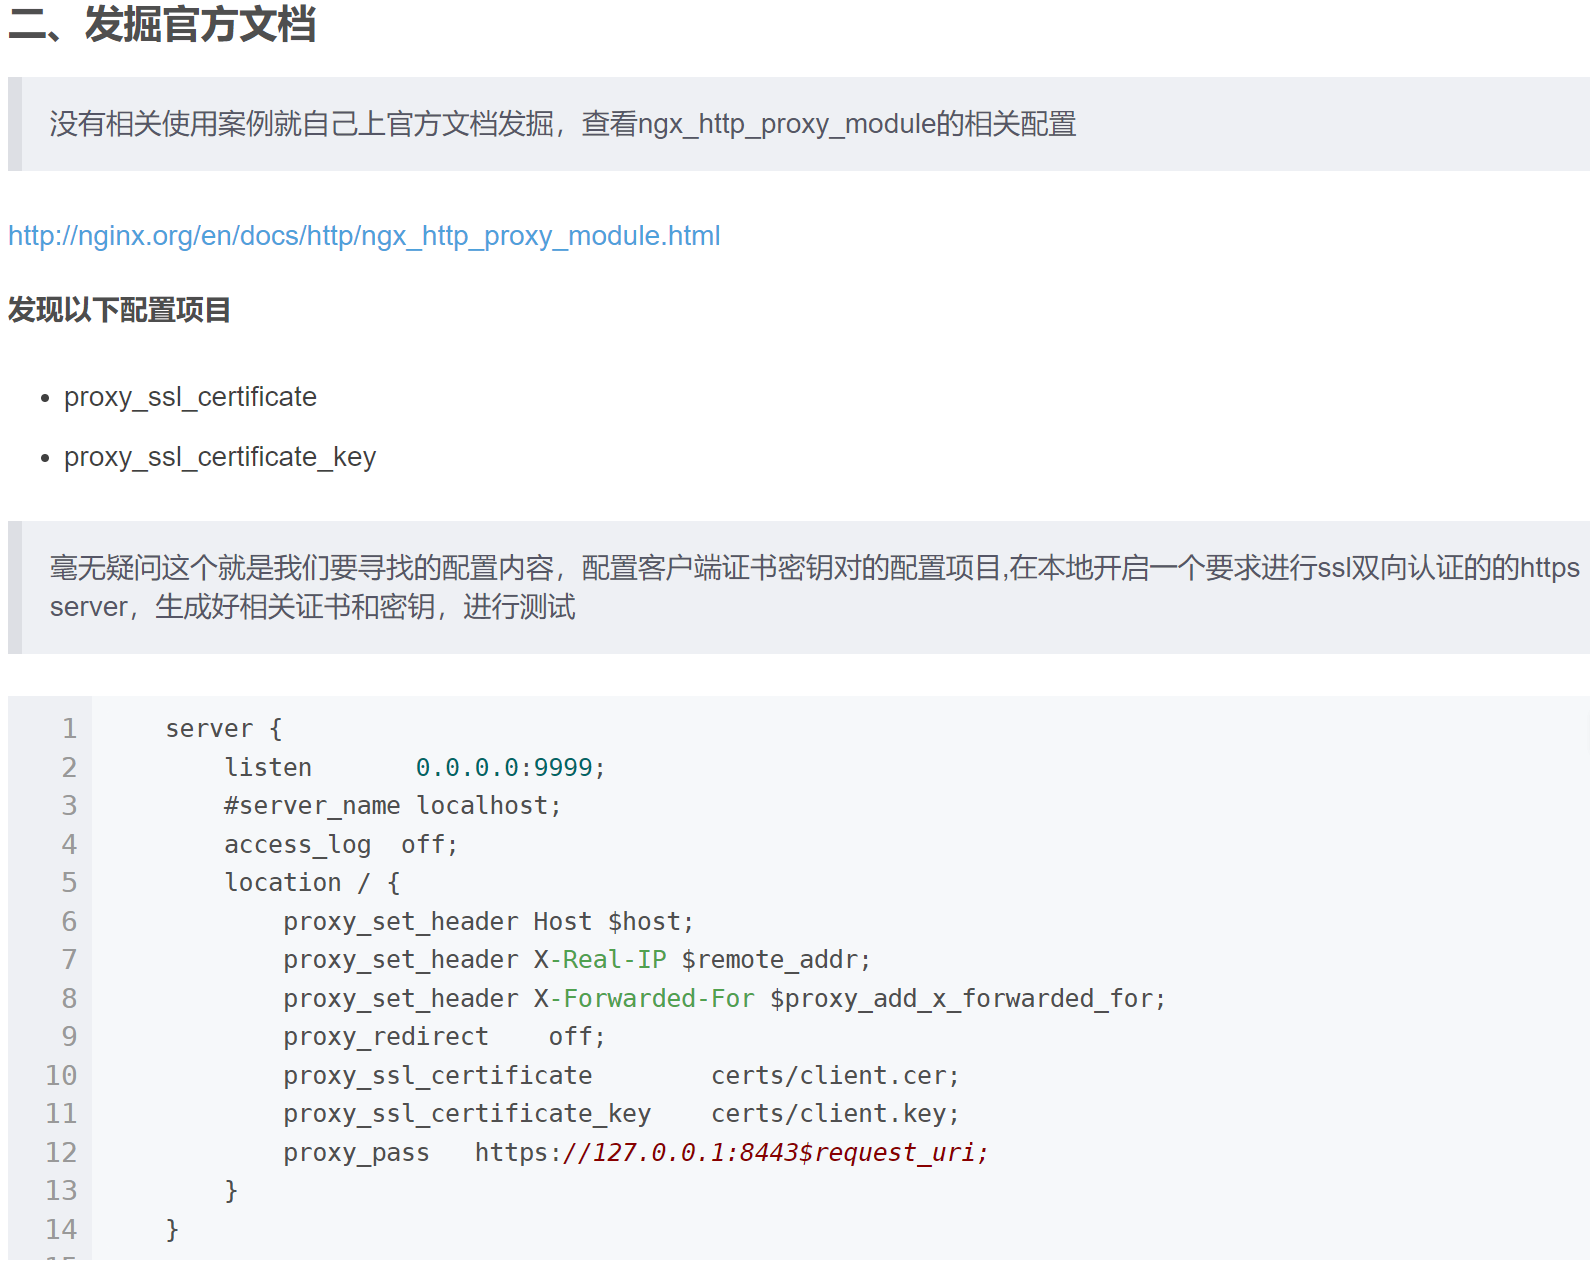 二、发掘官方文档
没有相关使用案例就自己上官方文档发掘，查看ngx_http_proxy_module的相关配置
http://nginx.org/en/docs/http/ngx_http_proxy_module.html
发现以下配置项目
• proxy_ssl_certificate
• proxy_ssl_certificate_key
毫无疑问这个就是我们要寻找的配置内容，配置客户端证书密钥对的配置项目,在本地开启一个要求进行ssl双向认证的的https
server，生成好相关证书和密钥，进行测试
1 server {
2 listen 0.0.0.0:9999;
3 #server_name localhost;
4 access_log off;
5 location / {
6 proxy_set_header Host $host;
7 proxy_set_header X-Real-IP $remote_addr;
8 proxy_set_header X-Forwarded-For $proxy_add_x_forwarded_for;
9 proxy_redirect off;
10 proxy_ssl_certificate certs/client.cer;
11 proxy_ssl_certificate_key certs/client.key;
12 proxy_pass https://127.0.0.1:8443$request_uri;
13 }
14 }